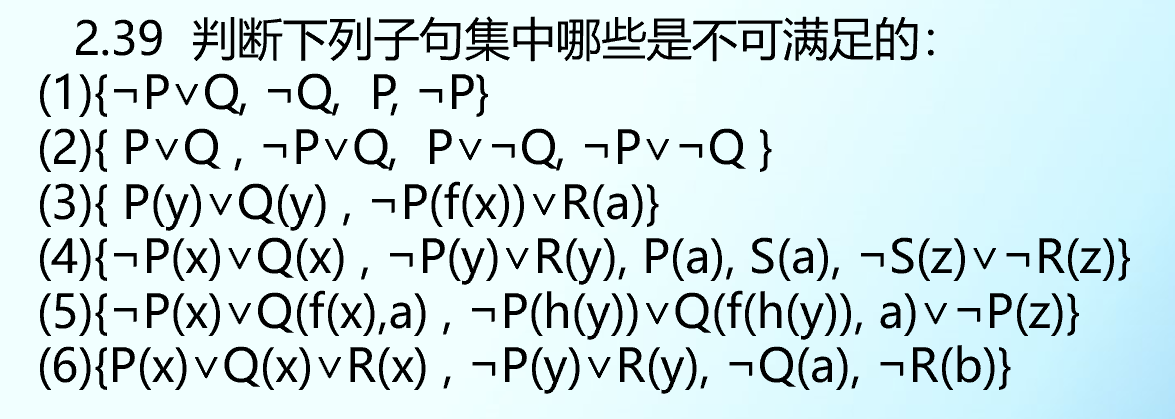 2.39 判断下列子句集中哪些是不可满足的：
(1){¬P∨Q, ¬Q, P, ¬P}
(2){ P∨Q , ¬P∨Q, P∨¬Q, ¬P∨¬Q }
(3){ P(y)∨Q(y) , ¬P(f(x))∨R(a)}
(4){¬P(x)∨Q(x) , ¬P(y)∨R(y), P(a), S(a), ¬S(z)∨¬R(z)}
(5){¬P(x)∨Q(f(x),a) , ¬P(h(y))∨Q(f(h(y)), a)∨¬P(z)}
(6){P(x)∨Q(x)∨R(x) , ¬P(y)∨R(y), ¬Q(a), ¬R(b)}